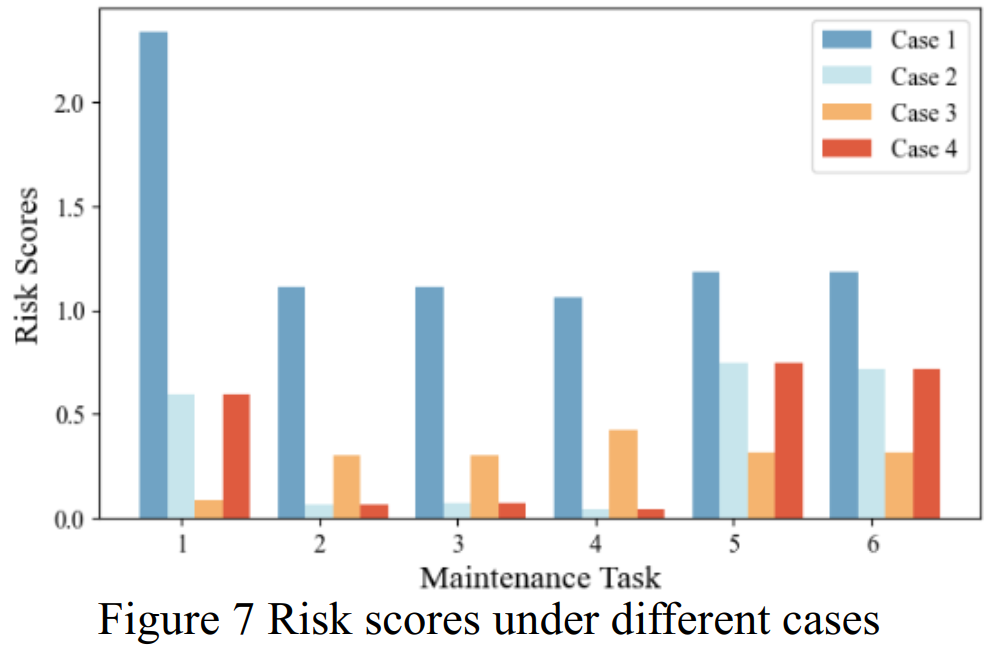 Case 1
Case 2
Case 3
Case 4
2.0
1.5
1.0
0.5
0.0
Risk Scores
1 2 3 4 5 6
Maintenance Task
Figure 7 Risk scores under different cases